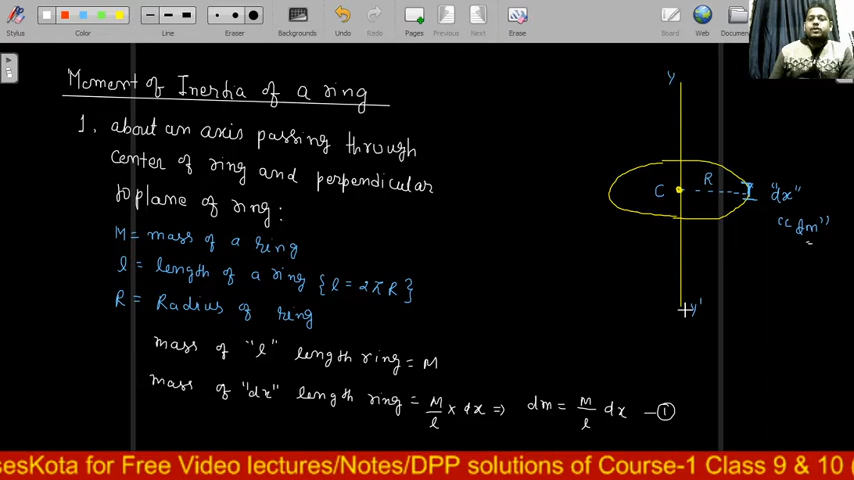 Stylus
Color
Line
Eraser
Backgrounds
Undo
Redo
Pages
Previous
Next
Erase
Board
Web
Documen
Moment of Inertia of a ring
1. about an axis passing through
center of ring and perpendicular
to plane of ring:
M = mass of a ring
l = length of a ring { l = 2πR }
R = Radius of ring
mass of "l" length ring = M
mass of "dx" length ring = M/l × dx ⇒ dm = M/l dx —①
Y
C
R
"dx"
"dm"
Y'
sesKota for Free Video lectures/Notes/DPP solutions of Course-1 Class 9 & 10 (